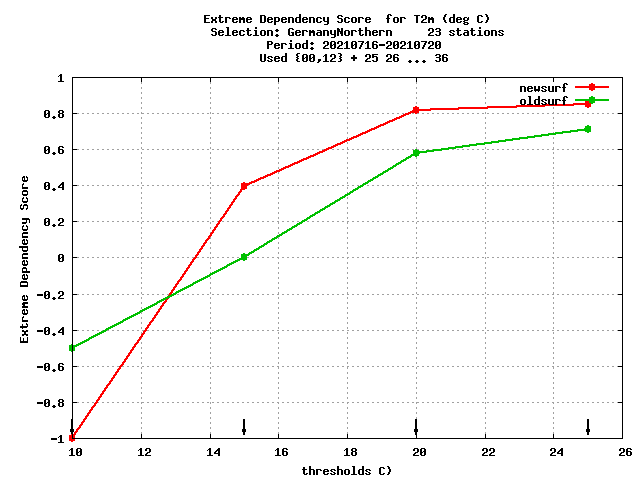 Extreme Dependency Score  for T2m (deg C)
Selection: GermanyNorthern     23 stations
Period: 20210716-20210720
Used {00,12} + 25 26 ... 36
newsurf
oldsurf
Extreme Dependency Score
1
0.8
0.6
0.4
0.2
0
-0.2
-0.4
-0.6
-0.8
-1
10 12 14 16 18 20 22 24 26
thresholds C)